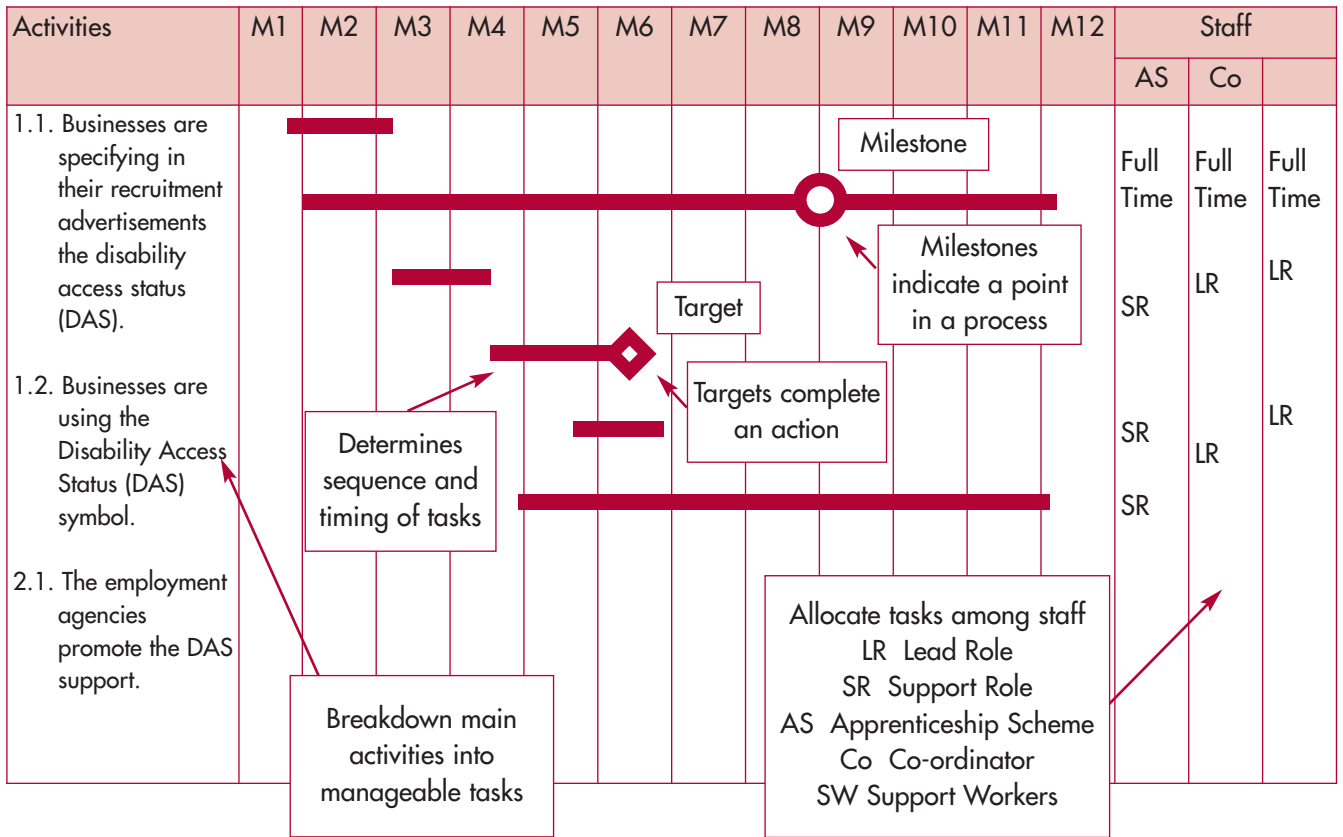 Activities M1 M2 M3 M4 M5 M6 M7 M8 M9 M10 M11 M12 Staff
AS Co
1.1. Businesses are
specifying in
their recruitment
advertisements
the disability
access status
(DAS).
1.2. Businesses are
using the
Disability Access
Status (DAS)
symbol.
2.1. The employment
agencies
promote the DAS
support.
Milestone
Milestones
indicate a point
in a process
Target
Targets complete
an action
Determines
sequence and
timing of tasks
Breakdown main
activities into
manageable tasks
Allocate tasks among staff
LR Lead Role
SR Support Role
AS Apprenticeship Scheme
Co Co-ordinator
SW Support Workers
Full Full Full
Time Time Time
SR LR LR
SR LR LR
SR